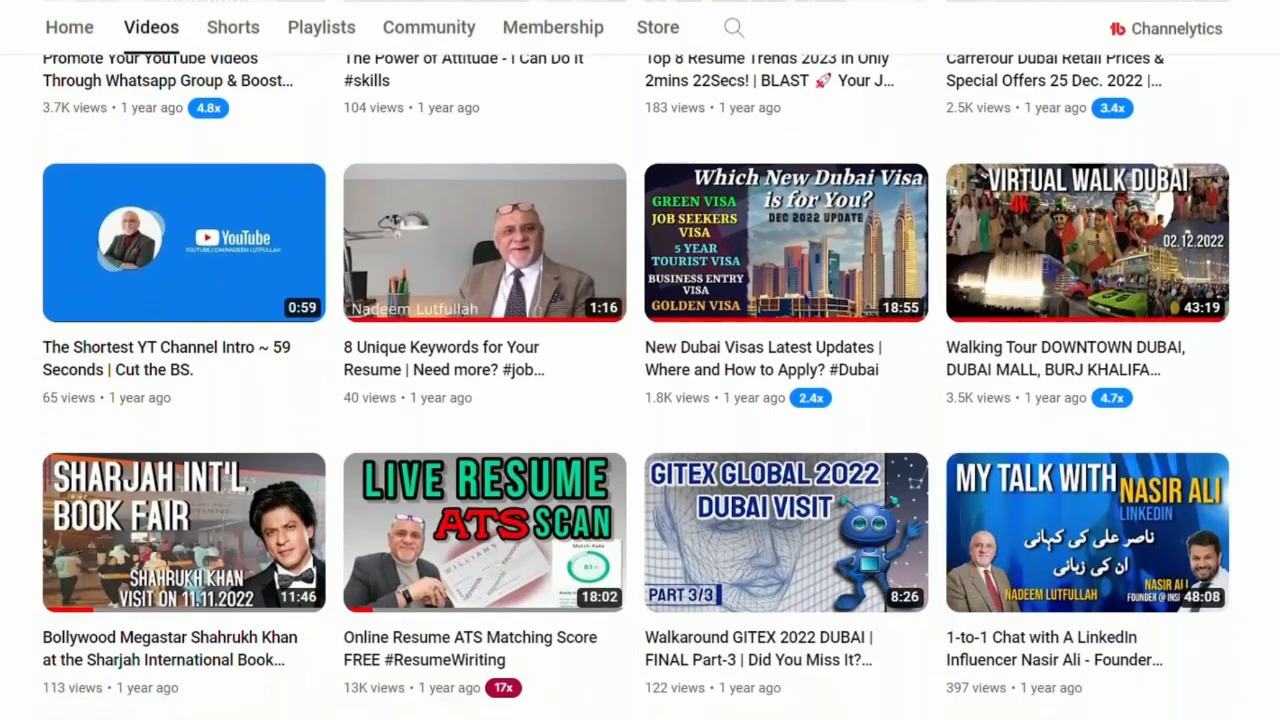 Home Videos Shorts Playlists Community Membership Store Channelytics
Promote Your YouTube Videos
Through Whatsapp Group & Boost...
3.7K views • 1 year ago 4.8x
The Power of Attitude - I Can Do It
#skills
104 views • 1 year ago
Top 8 Resume Trends 2023 in Only
2mins 22Secs! | BLAST 🚀 Your J...
183 views • 1 year ago
Carrefour Dubai Retail Prices &
Special Offers 25 Dec. 2022 |...
2.5K views • 1 year ago 3.4x
YouTube
YOUTUBE.COM/NADEEM LUTFULLAH
0:59
The Shortest YT Channel Intro ~ 59
Seconds | Cut the BS.
65 views • 1 year ago
Nadeem Lutfullah
1:16
8 Unique Keywords for Your
Resume | Need more? #job...
40 views • 1 year ago
Which New Dubai Visa
is for You?
DEC 2022 UPDATE
GREEN VISA
JOB SEEKERS
VISA
5 YEAR
TOURIST VISA
BUSINESS ENTRY
VISA
GOLDEN VISA
18:55
New Dubai Visas Latest Updates |
Where and How to Apply? #Dubai
1.8K views • 1 year ago 2.4x
VIRTUAL WALK DUBAI
4K
02.12.2022
43:19
Walking Tour DOWNTOWN DUBAI,
DUBAI MALL, BURJ KHALIFA...
3.5K views • 1 year ago 4.7x
SHARJAH INT'L
BOOK FAIR
SHAHRUKH KHAN
VISIT ON 11.11.2022
11:46
Bollywood Megastar Shahrukh Khan
at the Sharjah International Book...
113 views • 1 year ago
LIVE RESUME
ATS SCAN
WILLIAMS
Match Rate
81%
18:02
Online Resume ATS Matching Score
FREE #ResumeWiriting
13K views • 1 year ago 17x
GITEX GLOBAL 2022
DUBAI VISIT
PART 3/3
8:26
Walkaround GITEX 2022 DUBAI |
FINAL Part-3 | Did You Miss It?...
122 views • 1 year ago
MY TALK WITH NASIR ALI
LINKEDIN
ناصر علی کی کہانی
ان کی زبانی
NADEEM LUTFULLAH
NASIR ALI
FOUNDER @ INSI
48:08
1-to-1 Chat with A LinkedIn
Influencer Nasir Ali - Founder...
397 views • 1 year ago